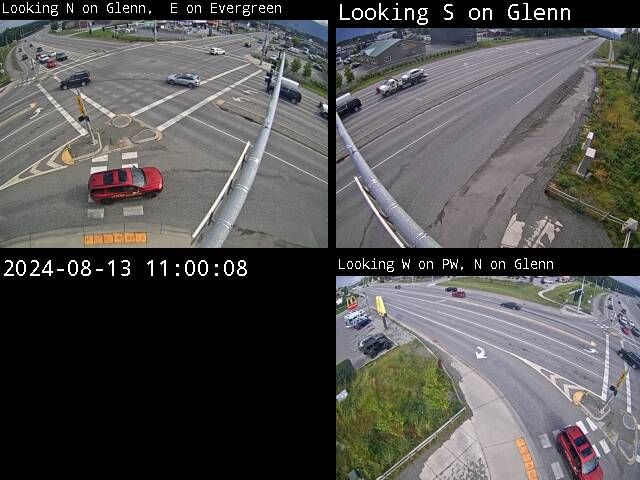 Looking N on Glenn,  E on Evergreen
Looking S on Glenn
2024-08-13 11:00:08
Looking W on PW, N on Glenn